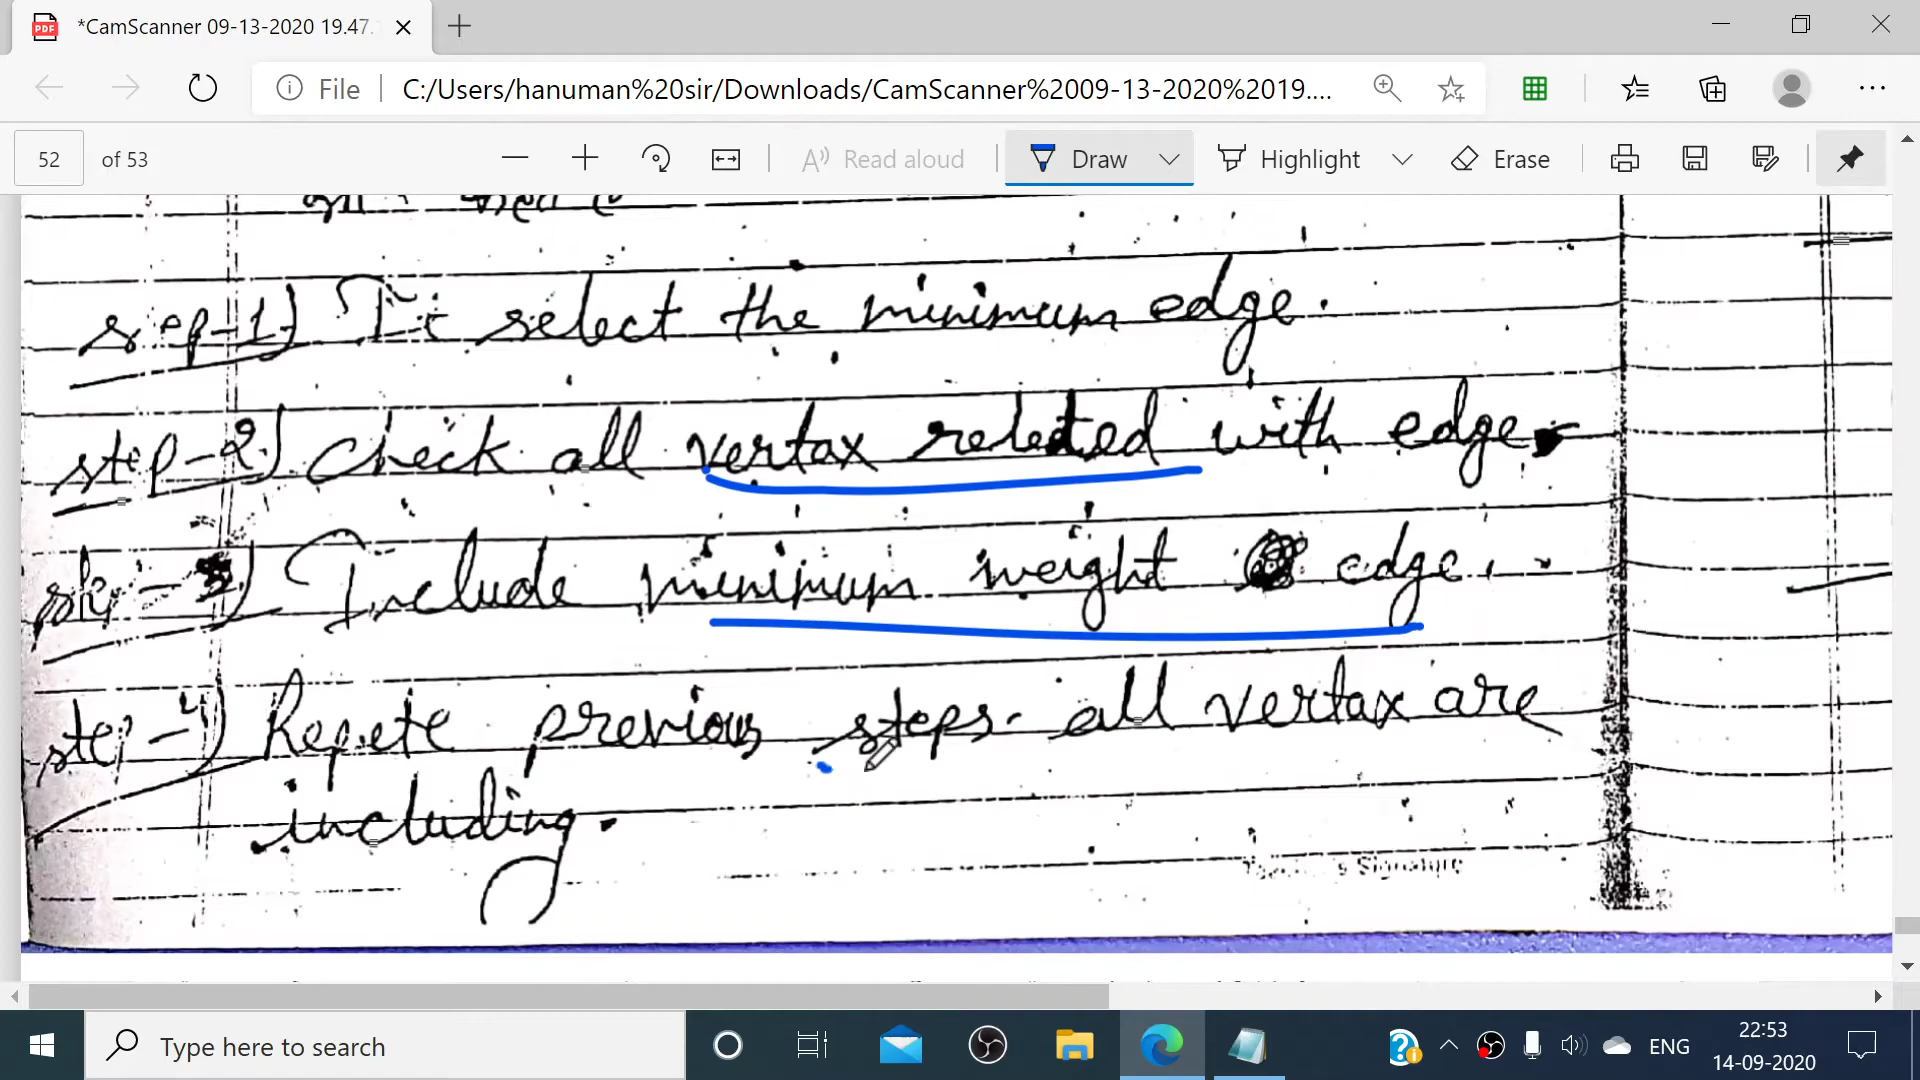 *CamScanner 09-13-2020 19.47.
File
C:/Users/hanuman%20sir/Downloads/CamScanner%2009-13-2020%2019....
52 of 53
Read aloud
Draw
Highlight
Erase
step-1) It select the minimum edge.
step-2) check all vertax releted with edge
step-3) Include minimum weight edge.
step-4) Repete previous steps. all vertax are
including.
Signature
Type here to search
ENG
22:53
14-09-2020